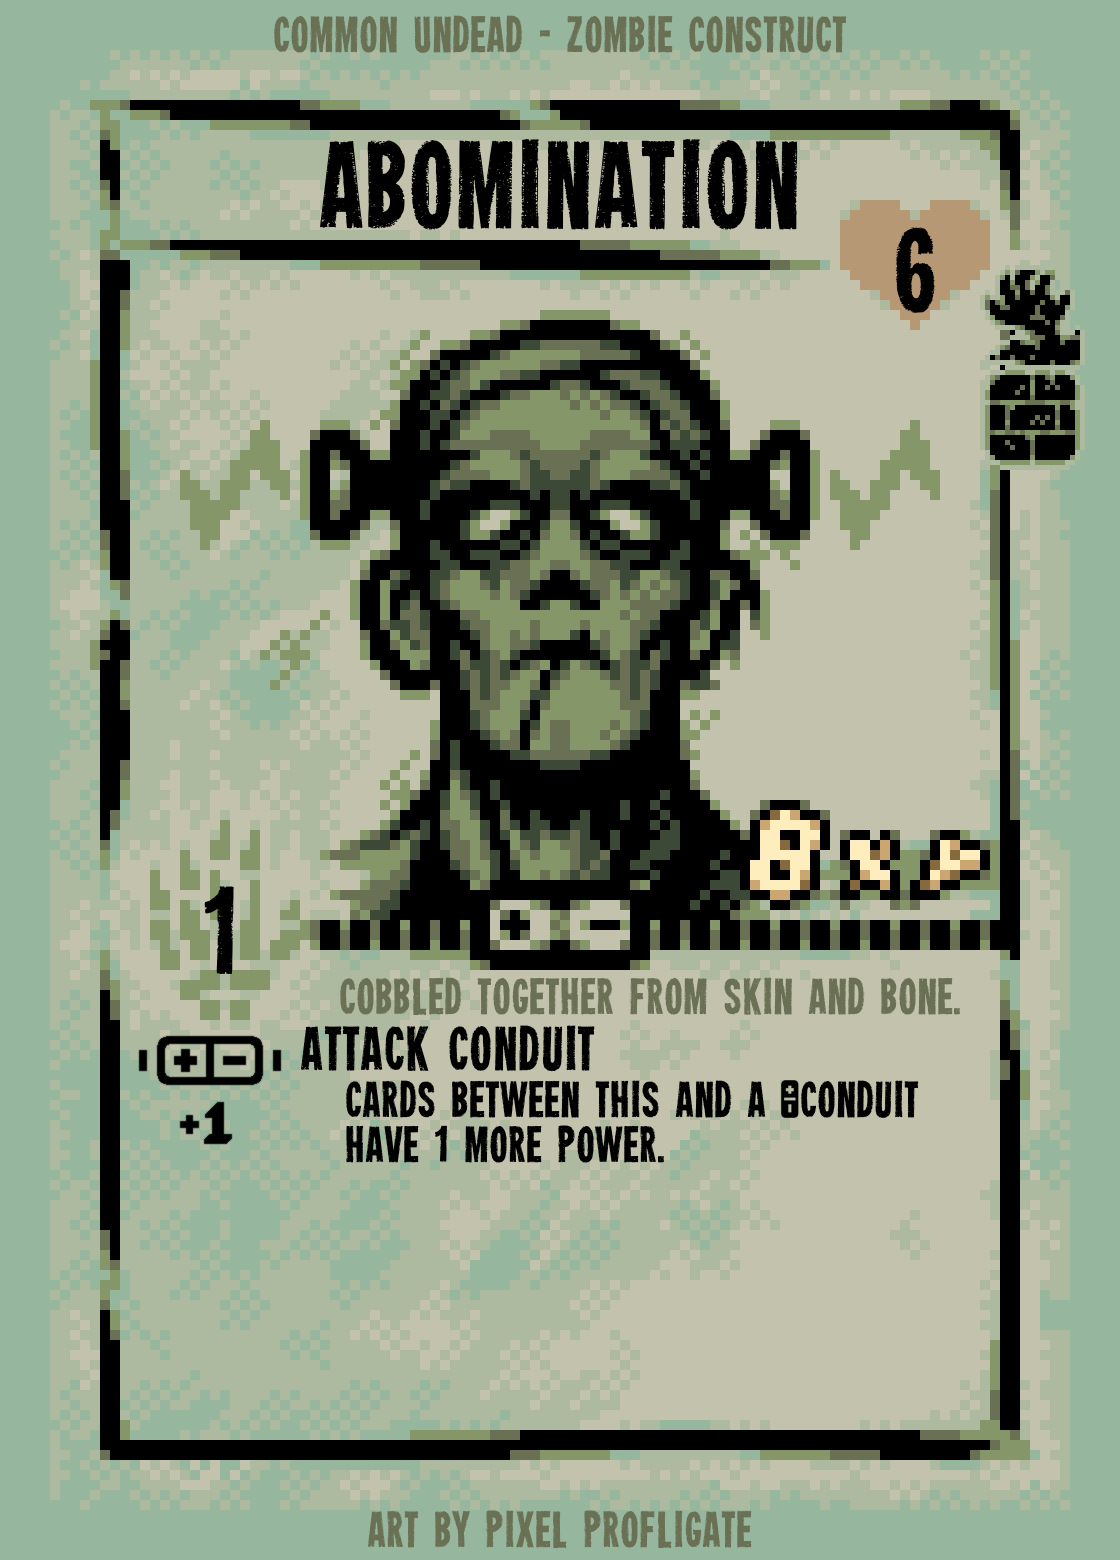 COMMON UNDEAD - ZOMBIE CONSTRUCT
ABOMINATION
6
8 X P
1
COBBLED TOGETHER FROM SKIN AND BONE.
ATTACK CONDUIT
+1
CARDS BETWEEN THIS AND A CONDUIT
HAVE 1 MORE POWER.
ART BY PIXEL PROFLIGATE